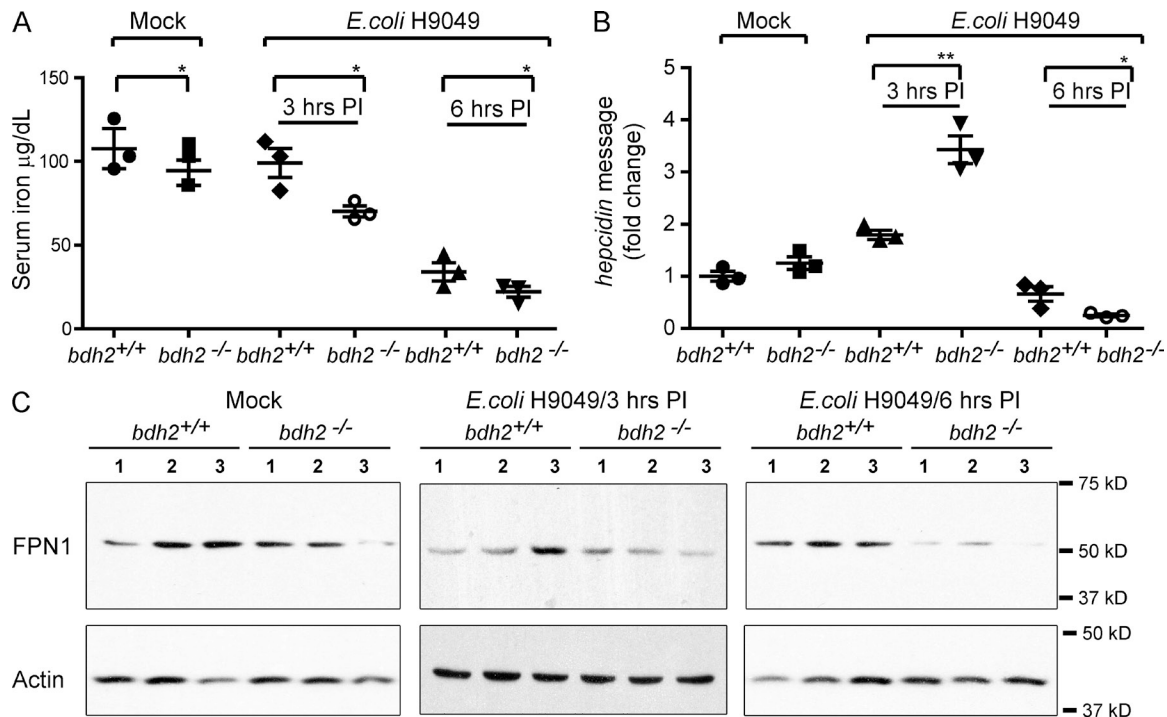 A
Mock
E.coli H9049
*
*
*
3 hrs PI
6 hrs PI
Serum iron µg/dL
150
100
50
0
bdh2+/+
bdh2 -/-
bdh2+/+
bdh2 -/-
bdh2+/+
bdh2 -/-
B
Mock
E.coli H9049
**
*
3 hrs PI
6 hrs PI
hepcidin message
(fold change)
5
4
3
2
1
0
bdh2+/+
bdh2-/-
bdh2+/+
bdh2-/-
bdh2+/+
bdh2-/-
C
Mock
E.coli H9049/3 hrs PI
E.coli H9049/6 hrs PI
bdh2+/+
bdh2 -/-
bdh2+/+
bdh2 -/-
bdh2+/+
bdh2 -/-
1 2 3 1 2 3
1 2 3 1 2 3
1 2 3 1 2 3
75 kD
FPN1
50 kD
37 kD
50 kD
Actin
37 kD